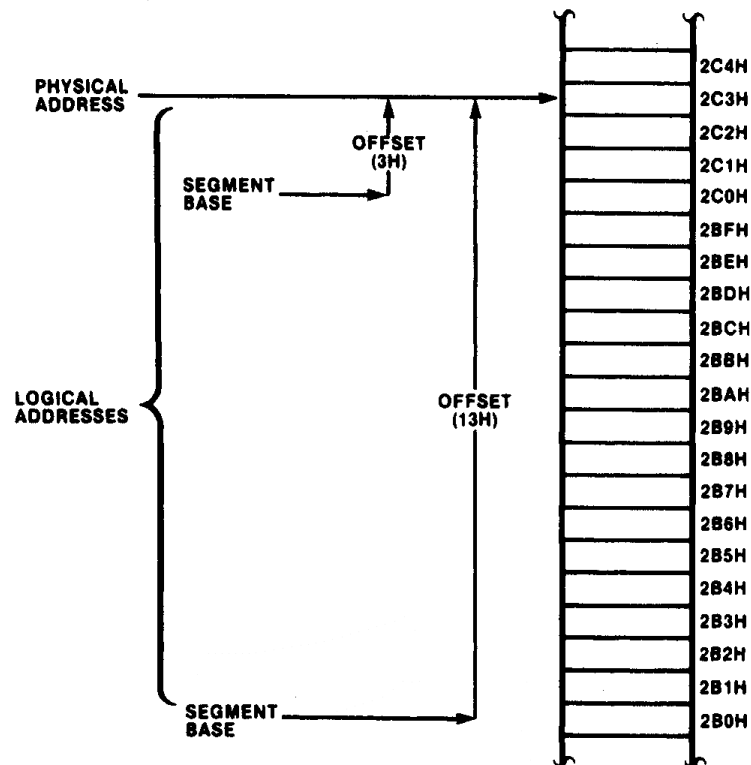 PHYSICAL
ADDRESS
OFFSET
(3H)
SEGMENT
BASE
LOGICAL
ADDRESSES
OFFSET
(13H)
SEGMENT
BASE
2C4H
2C3H
2C2H
2C1H
2C0H
2BFH
2BEH
2BDH
2BCH
2BBH
2BAH
2B9H
2B8H
2B7H
2B6H
2B5H
2B4H
2B3H
2B2H
2B1H
2B0H